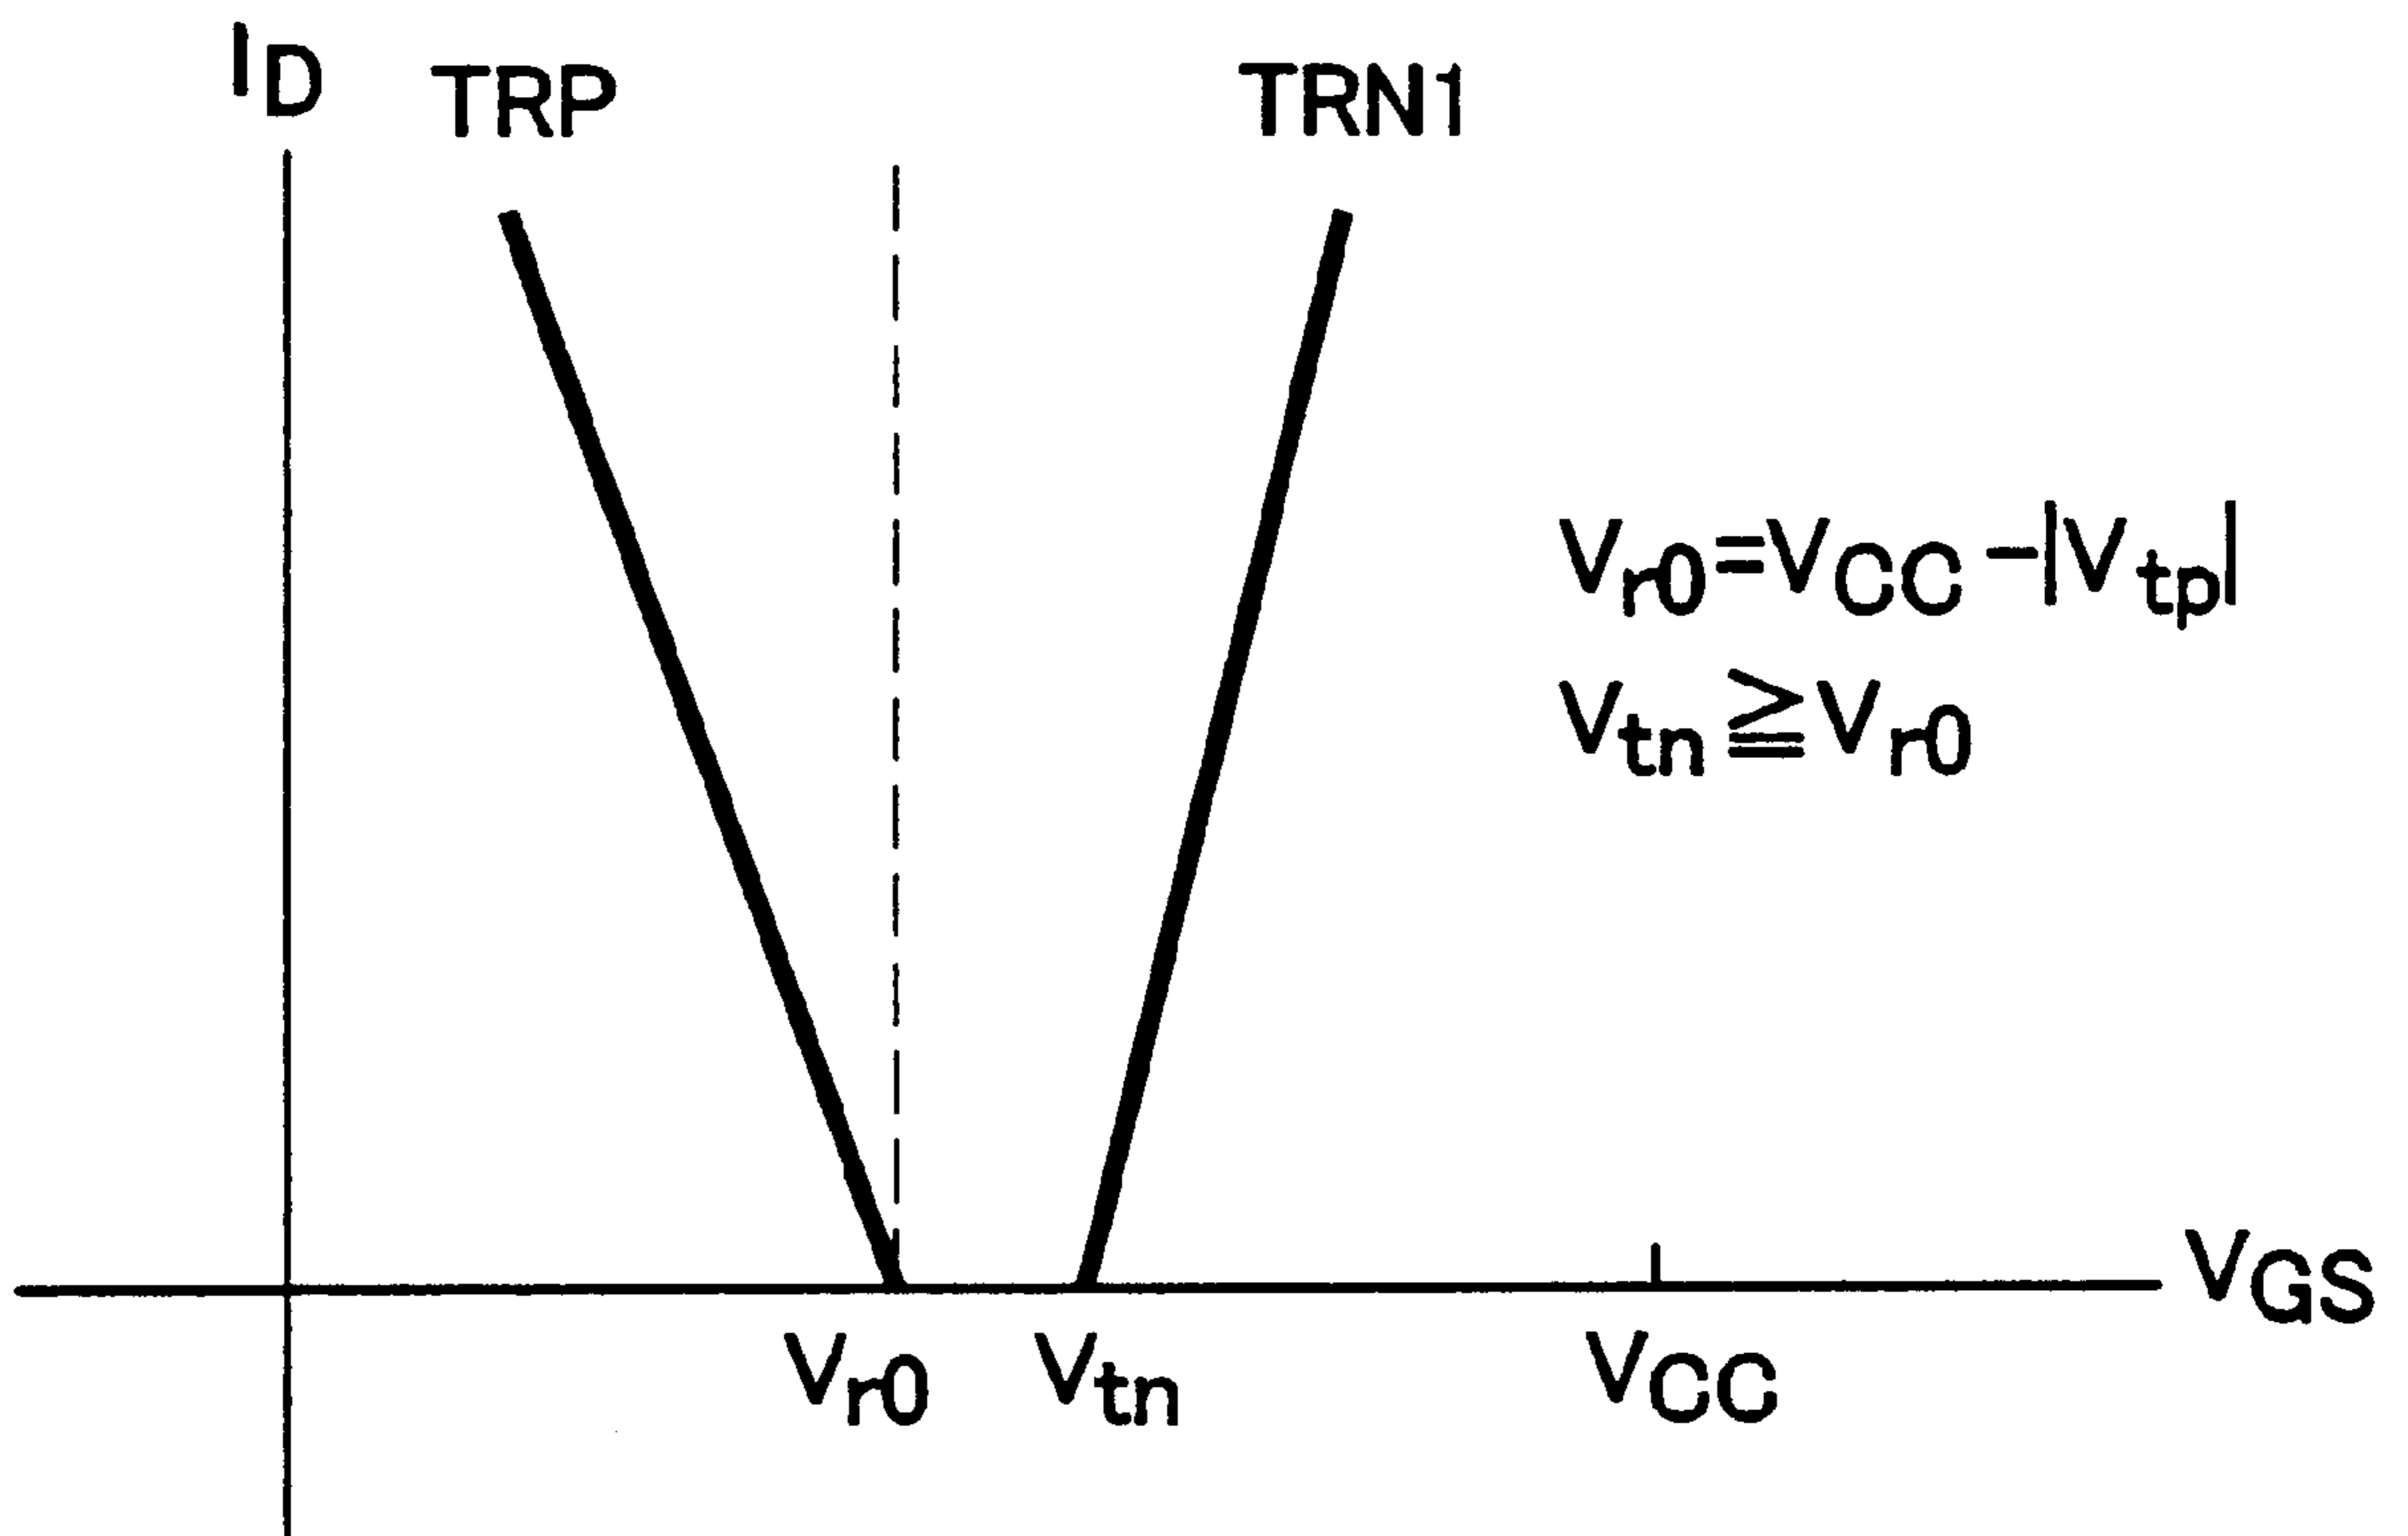 ID
TRP
TRN1
Vr0=VCC-|Vtp|
Vtn≧Vr0
VGS
Vr0
Vtn
VCC